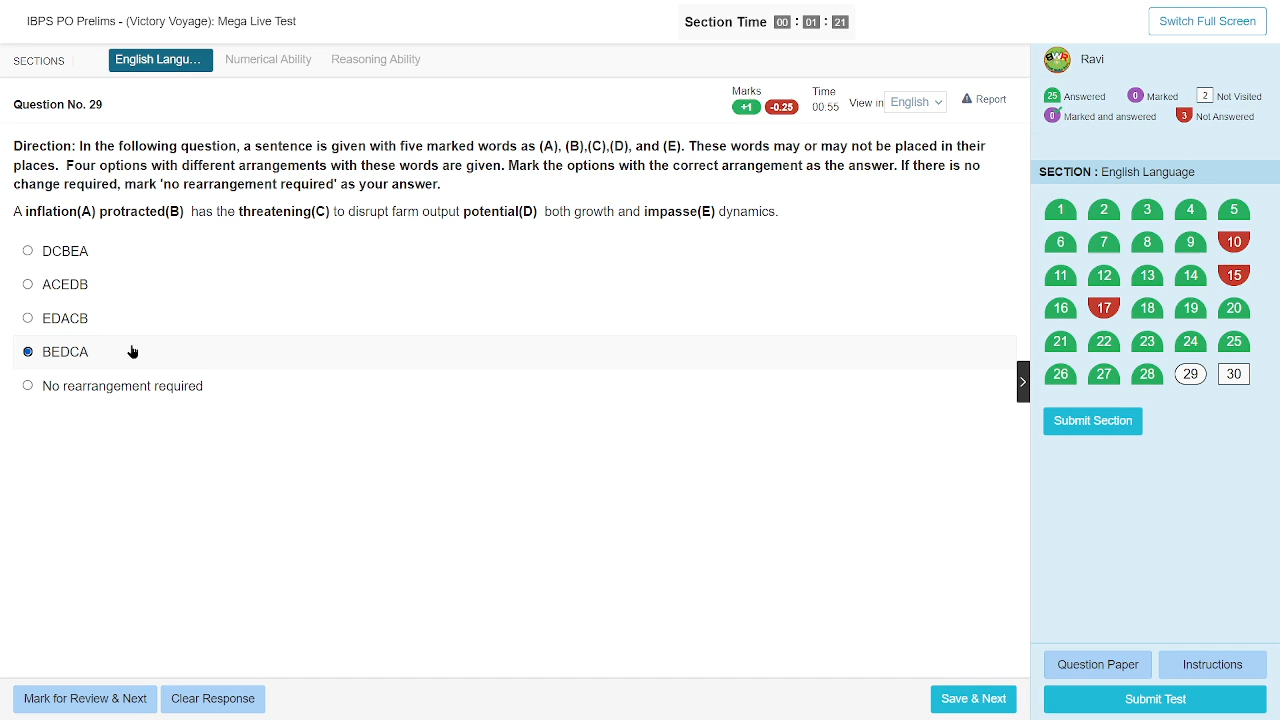 IBPS PO Prelims - (Victory Voyage): Mega Live Test
Section Time 00 : 01 : 21
Switch Full Screen
SECTIONS
English Langu...
Numerical Ability
Reasoning Ability
Ravi
Question No. 29
Marks
+1 -0.25
Time
00.55
View in English
Report
25 Answered
0 Marked
2 Not Visited
0 Marked and answered
3 Not Answered
Direction: In the following question, a sentence is given with five marked words as (A), (B),(C),(D), and (E). These words may or may not be placed in their
places. Four options with different arrangements with these words are given. Mark the options with the correct arrangement as the answer. If there is no
change required, mark 'no rearrangement required' as your answer.
A inflation(A) protracted(B) has the threatening(C) to disrupt farm output potential(D) both growth and impasse(E) dynamics.
DCBEA
ACEDB
EDACB
BEDCA
No rearrangement required
SECTION : English Language
1 2 3 4 5
6 7 8 9 10
11 12 13 14 15
16 17 18 19 20
21 22 23 24 25
26 27 28 29 30
Submit Section
Question Paper
Instructions
Mark for Review & Next
Clear Response
Save & Next
Submit Test